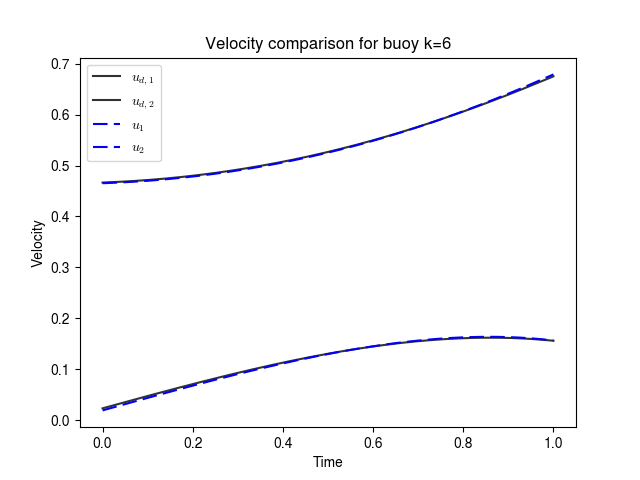 Velocity comparison for buoy k=6
0.7
0.6
0.5
0.4
0.3
0.2
0.1
0.0
Velocity
u_{d,1}
u_{d,2}
u_1
u_2
0.0 0.2 0.4 0.6 0.8 1.0
Time